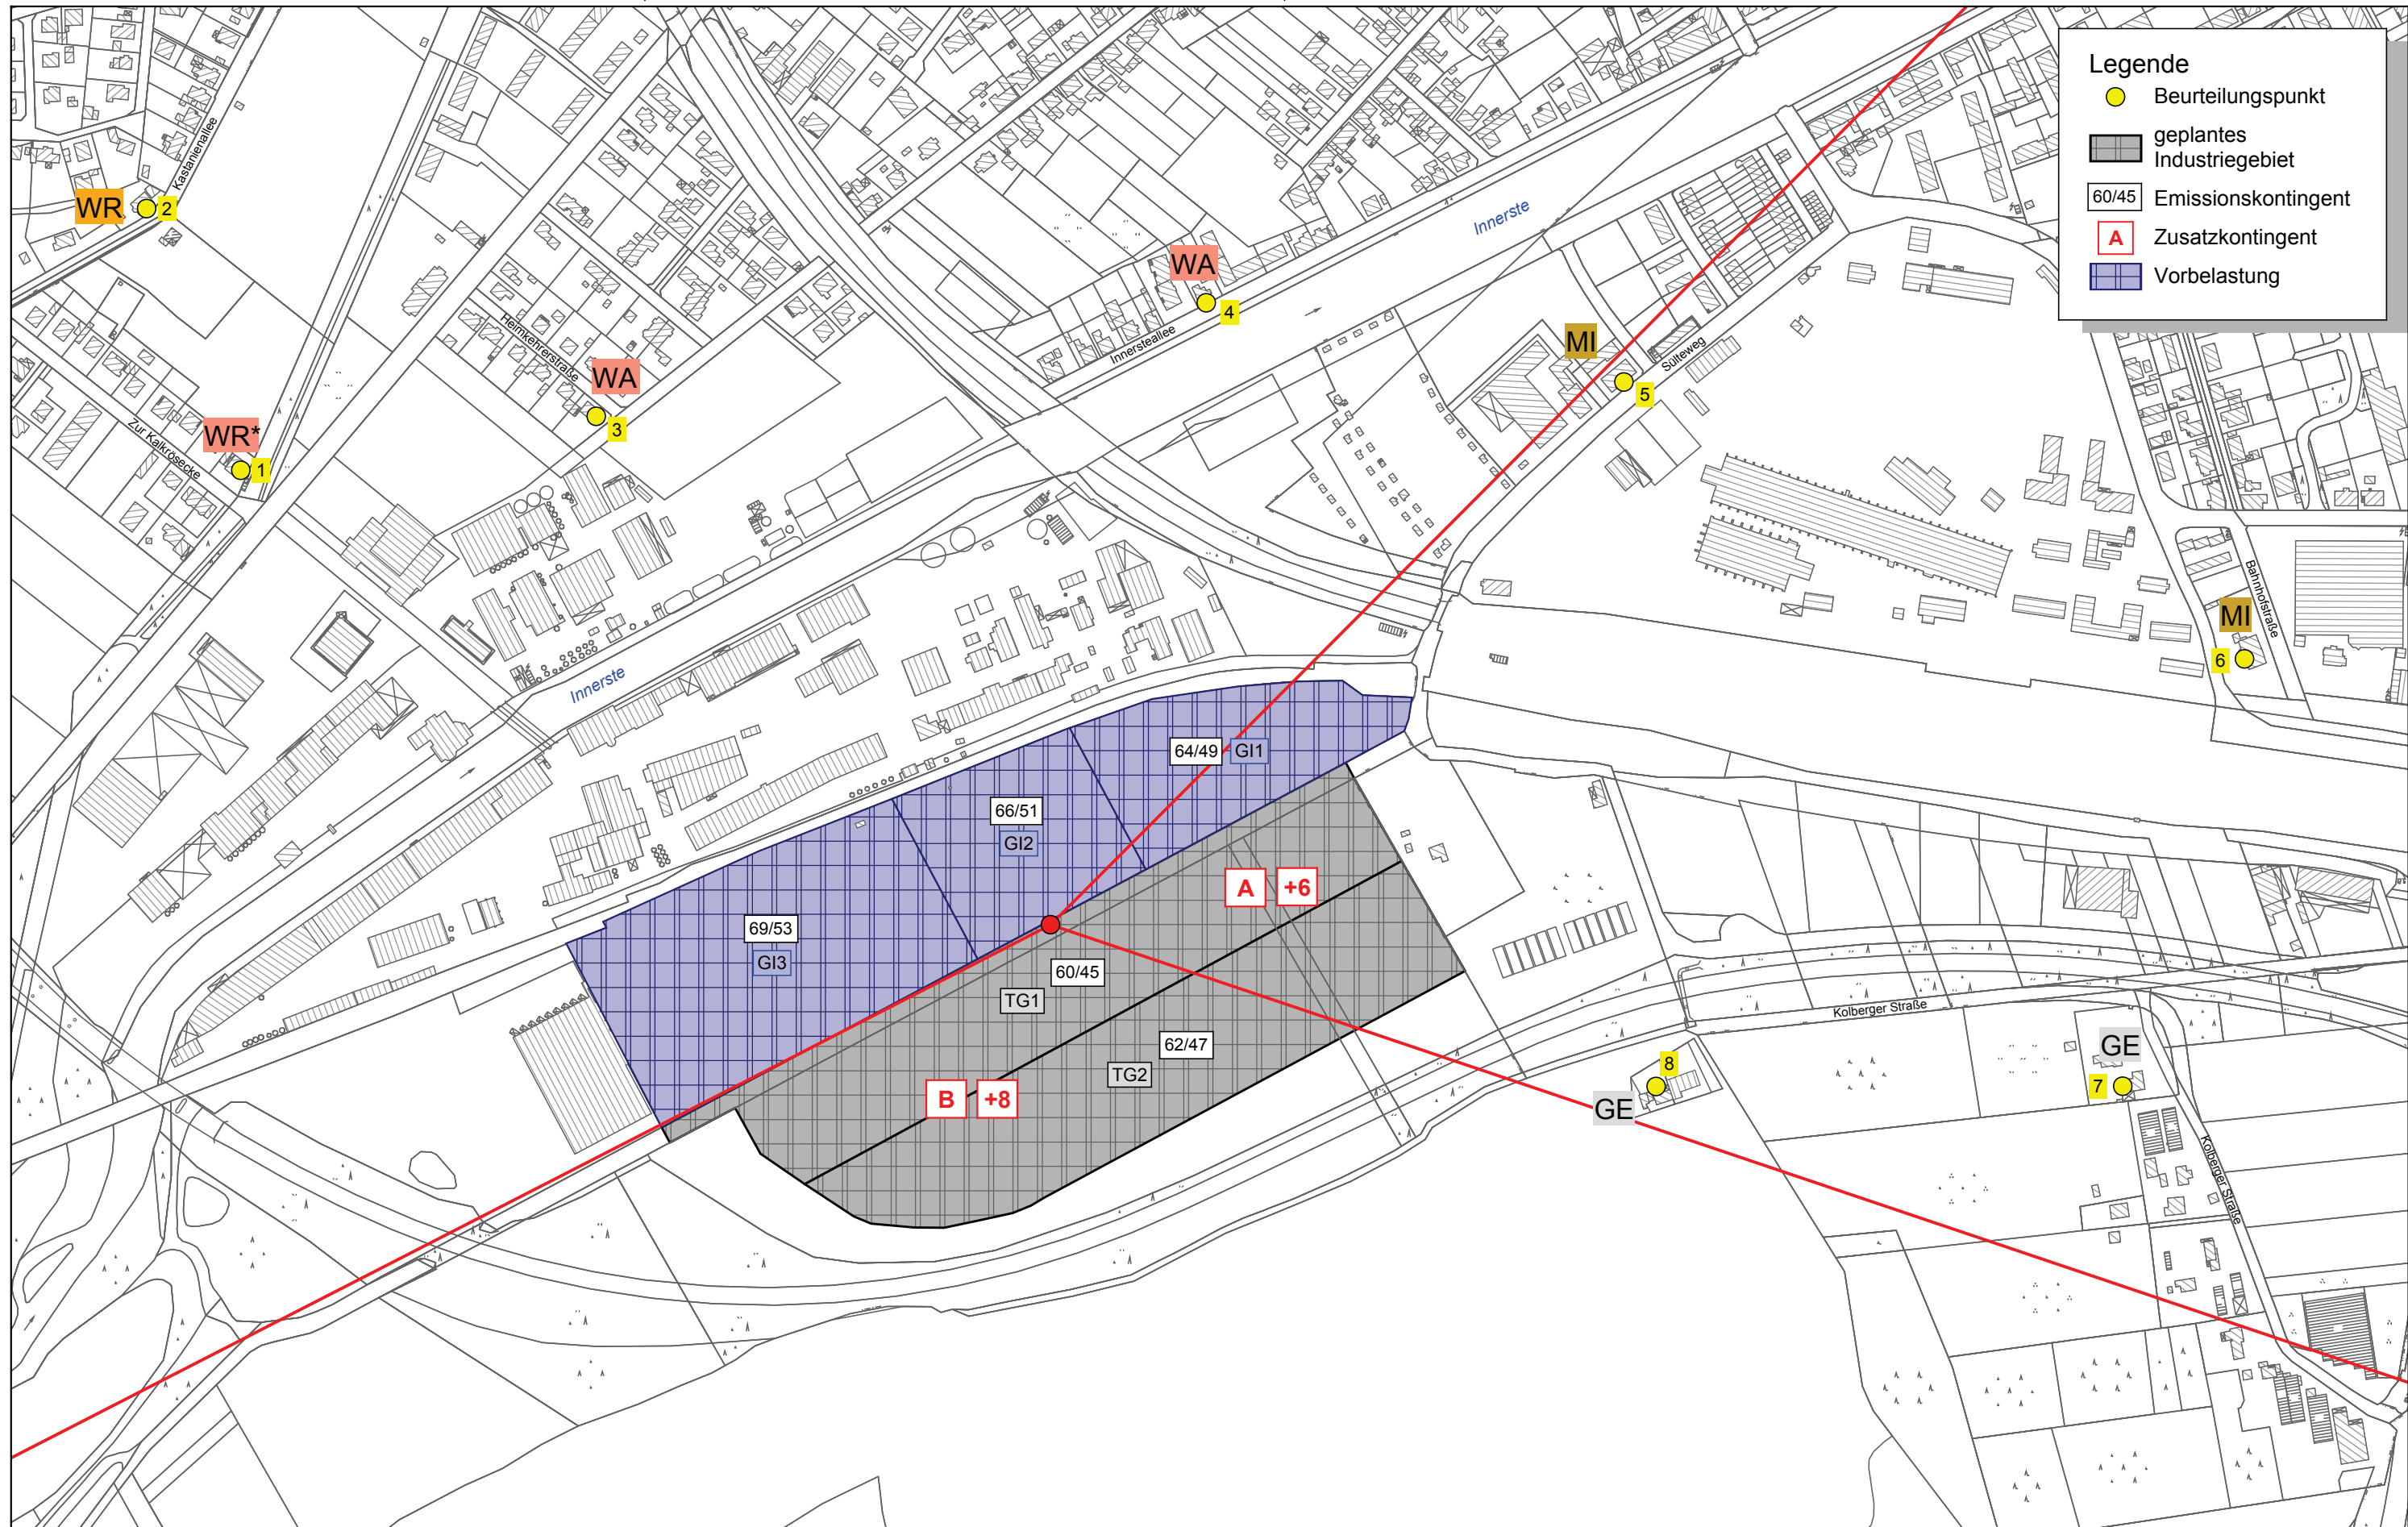 Legende
Beurteilungspunkt
geplantes
Industriegebiet
60/45
Emissionskontingent
A
Zusatzkontingent
Vorbelastung
Kastanienallee
WR
2
Innerste
WA
4
Innersteallee
Heimkehrerstraße
WA
3
MI
5
Sülteweg
WR*
1
Zur Kalkrösecke
Bahnhofstraße
MI
6
Innerste
64/49
GI1
66/51
GI2
A
+6
69/53
GI3
60/45
TG1
62/47
TG2
B
+8
Kolberger Straße
8
GE
GE
7
Kolberger Straße